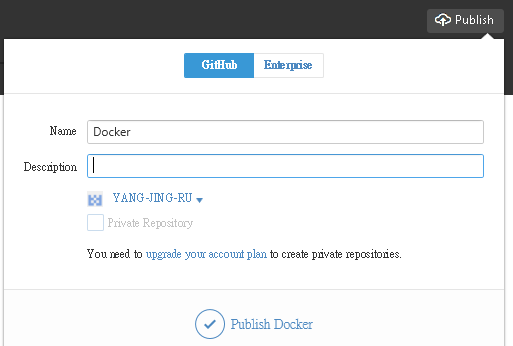 Publish
GitHub Enterprise
Name Docker
Description
YANG-JING-RU
Private Repository
You need to upgrade your account plan to create private repositories.
Publish Docker